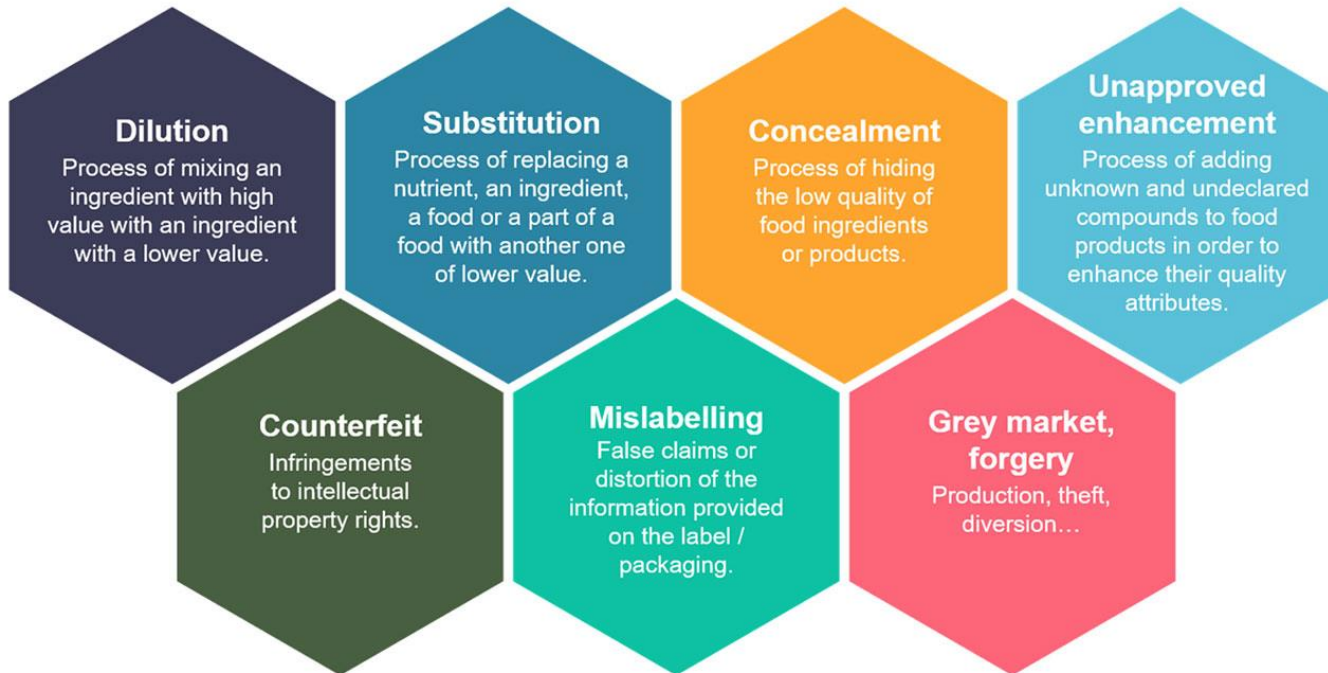 Dilution
Process of mixing an
ingredient with high
value with an ingredient
with a lower value.
Substitution
Process of replacing a
nutrient, an ingredient,
a food or a part of a
food with another one
of lower value.
Concealment
Process of hiding
the low quality of
food ingredients
or products.
Unapproved
enhancement
Process of adding
unknown and undeclared
compounds to food
products in order to
enhance their quality
attributes.
Counterfeit
Infringements
to intellectual
property rights.
Mislabelling
False claims or
distortion of the
information provided
on the label /
packaging.
Grey market,
forgery
Production, theft,
diversion…